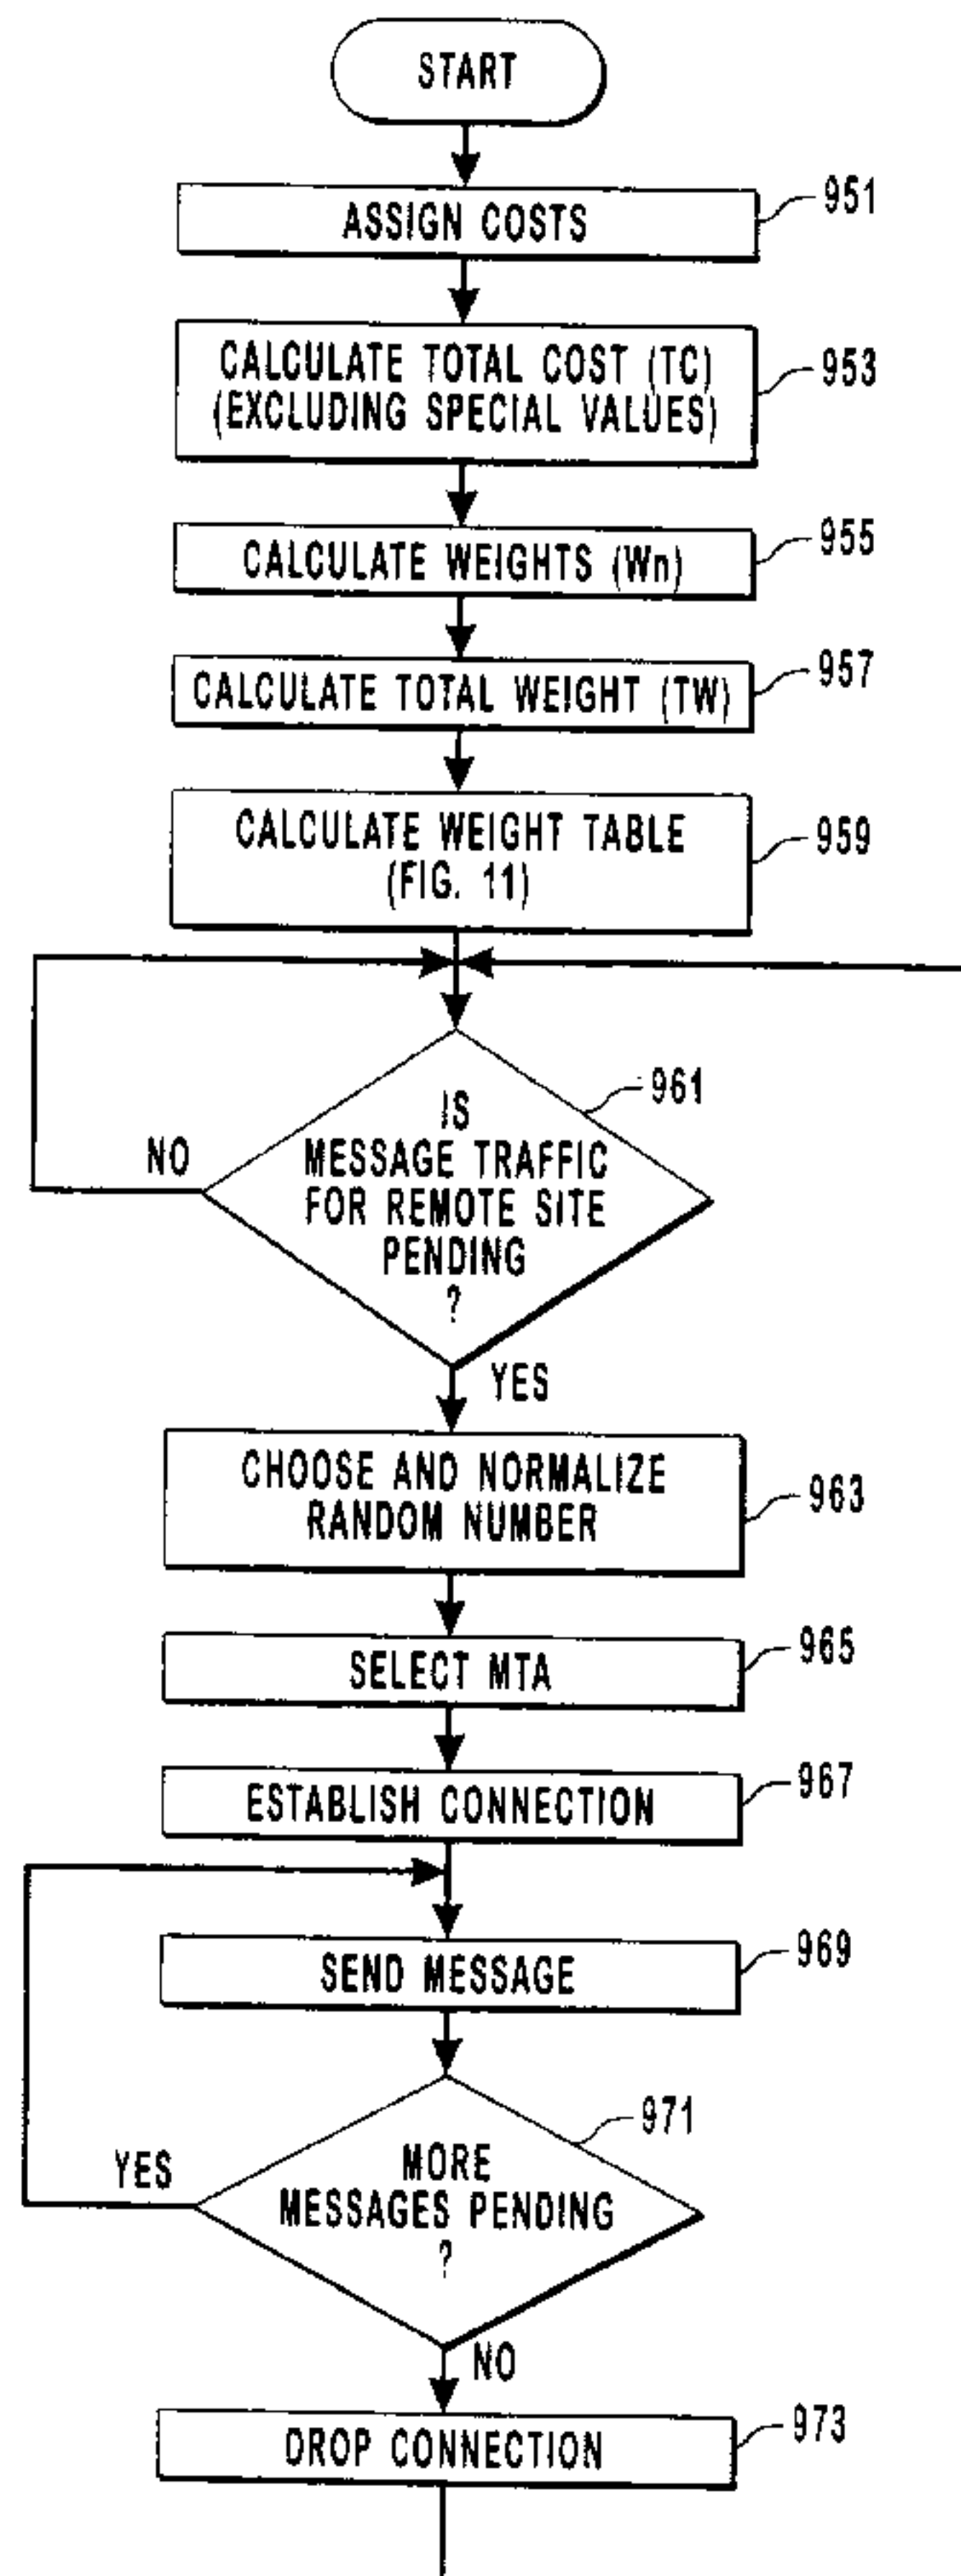 START
ASSIGN COSTS
951
CALCULATE TOTAL COST (TC)
(EXCLUDING SPECIAL VALUES)
953
CALCULATE WEIGHTS (Wn)
955
CALCULATE TOTAL WEIGHT (TW)
957
CALCULATE WEIGHT TABLE
(FIG. 11)
959
IS
MESSAGE TRAFFIC
FOR REMOTE SITE
PENDING
?
961
NO
YES
CHOOSE AND NORMALIZE
RANDOM NUMBER
963
SELECT MTA
965
ESTABLISH CONNECTION
967
SEND MESSAGE
969
MORE
MESSAGES PENDING
?
971
YES
NO
DROP CONNECTION
973